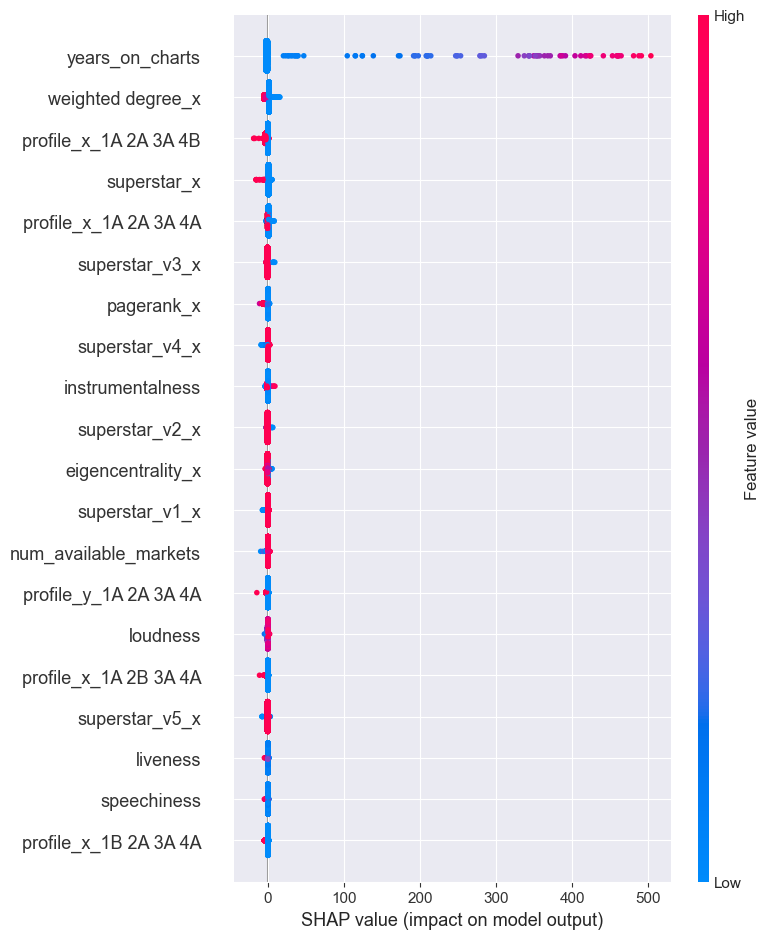 High
years_on_charts
weighted degree_x
profile_x_1A 2A 3A 4B
superstar_x
profile_x_1A 2A 3A 4A
superstar_v3_x
pagerank_x
superstar_v4_x
instrumentalness
superstar_v2_x
eigencentrality_x
superstar_v1_x
num_available_markets
profile_y_1A 2A 3A 4A
loudness
profile_x_1A 2B 3A 4A
superstar_v5_x
liveness
speechiness
profile_x_1B 2A 3A 4A
Feature value
Low
0 100 200 300 400 500
SHAP value (impact on model output)